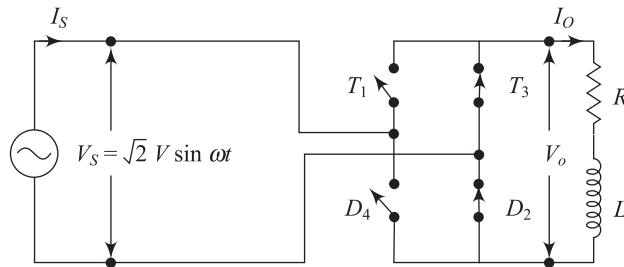 I_S
I_O
T_1
T_3
R
V_S = √2 V sin ωt
V_o
D_4
D_2
L